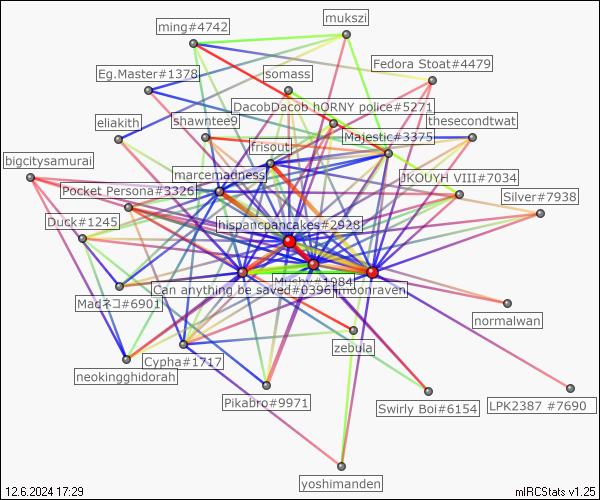 mukszi
ming#4742
Fedora Stoat#4479
Eg.Master#1378
somass
DacobDacob hORNY police#5271
eliakith
shawntee9
thesecondtwat
Majestic#3375
frisout
bigcitysamurai
marcemadness
JKOUYH VIII#7034
Pocket Persona#3326
Silver#7938
Duck#1245
hispancpancakes#2928
Mushy#1984
Can anything be saved#0396
moonraven
Madネコ#6901
normalwan
zebula
Cypha#1717
neokingghidorah
Pikabro#9971
Swirly Boi#6154
LPK2387 #7690
yoshimanden
12.6.2024 17:29
mIRCStats v1.25